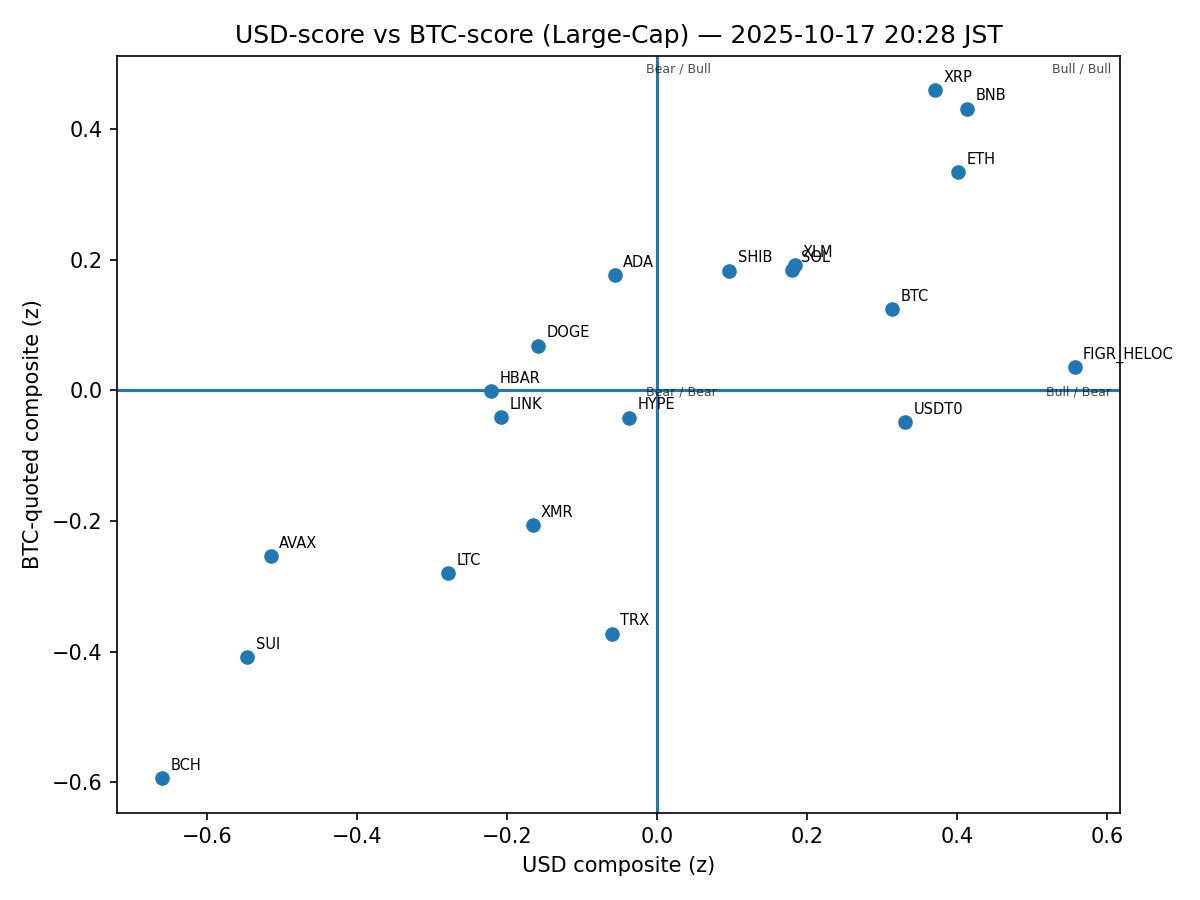 USD-score vs BTC-score (Large-Cap) — 2025-10-17 20:28 JST
Bear / Bull
Bull / Bull
XRP
BNB
ETH
ADA
SHIB
XLM
SOL
BTC
DOGE
FIGR_HELOC
HBAR
Bear / Bear
Bull / Bear
LINK
HYPE
USDT0
XMR
AVAX
LTC
TRX
SUI
BCH
0.4
0.2
0.0
−0.2
−0.4
−0.6
BTC-quoted composite (z)
−0.6
−0.4
−0.2
0.0
0.2
0.4
0.6
USD composite (z)